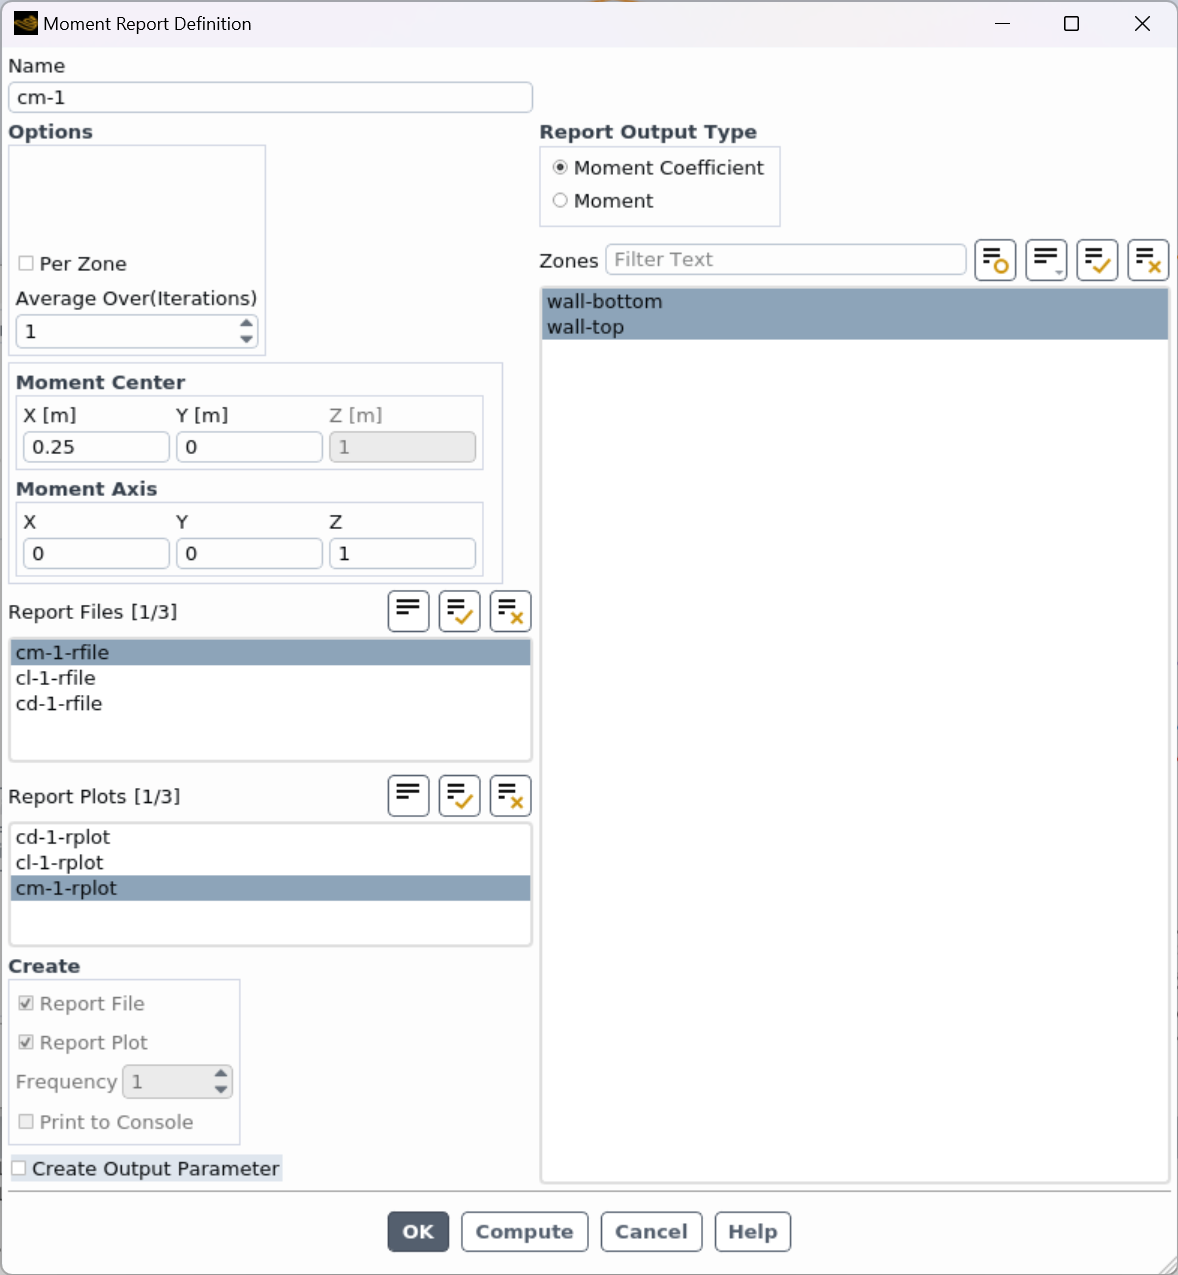 Moment Report Definition
Name
cm-1
Options
Per Zone
Average Over(Iterations)
1
Moment Center
X [m] Y [m] Z [m]
0.25 0 1
Moment Axis
X Y Z
0 0 1
Report Files [1/3]
cm-1-rfile
cl-1-rfile
cd-1-rfile
Report Plots [1/3]
cd-1-rplot
cl-1-rplot
cm-1-rplot
Create
Report File
Report Plot
Frequency 1
Print to Console
Create Output Parameter
Report Output Type
Moment Coefficient
Moment
Zones Filter Text
wall-bottom
wall-top
OK Compute Cancel Help